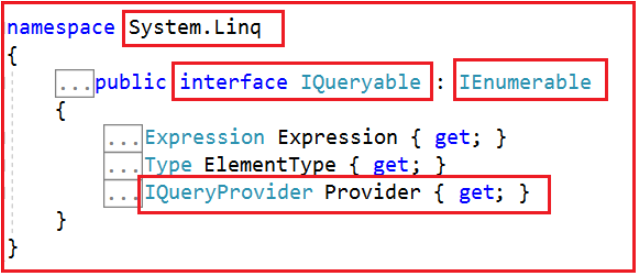 namespace System.Linq
{
...public interface IQueryable : IEnumerable
{
...Expression Expression { get; }
...Type ElementType { get; }
...IQueryProvider Provider { get; }
}
}